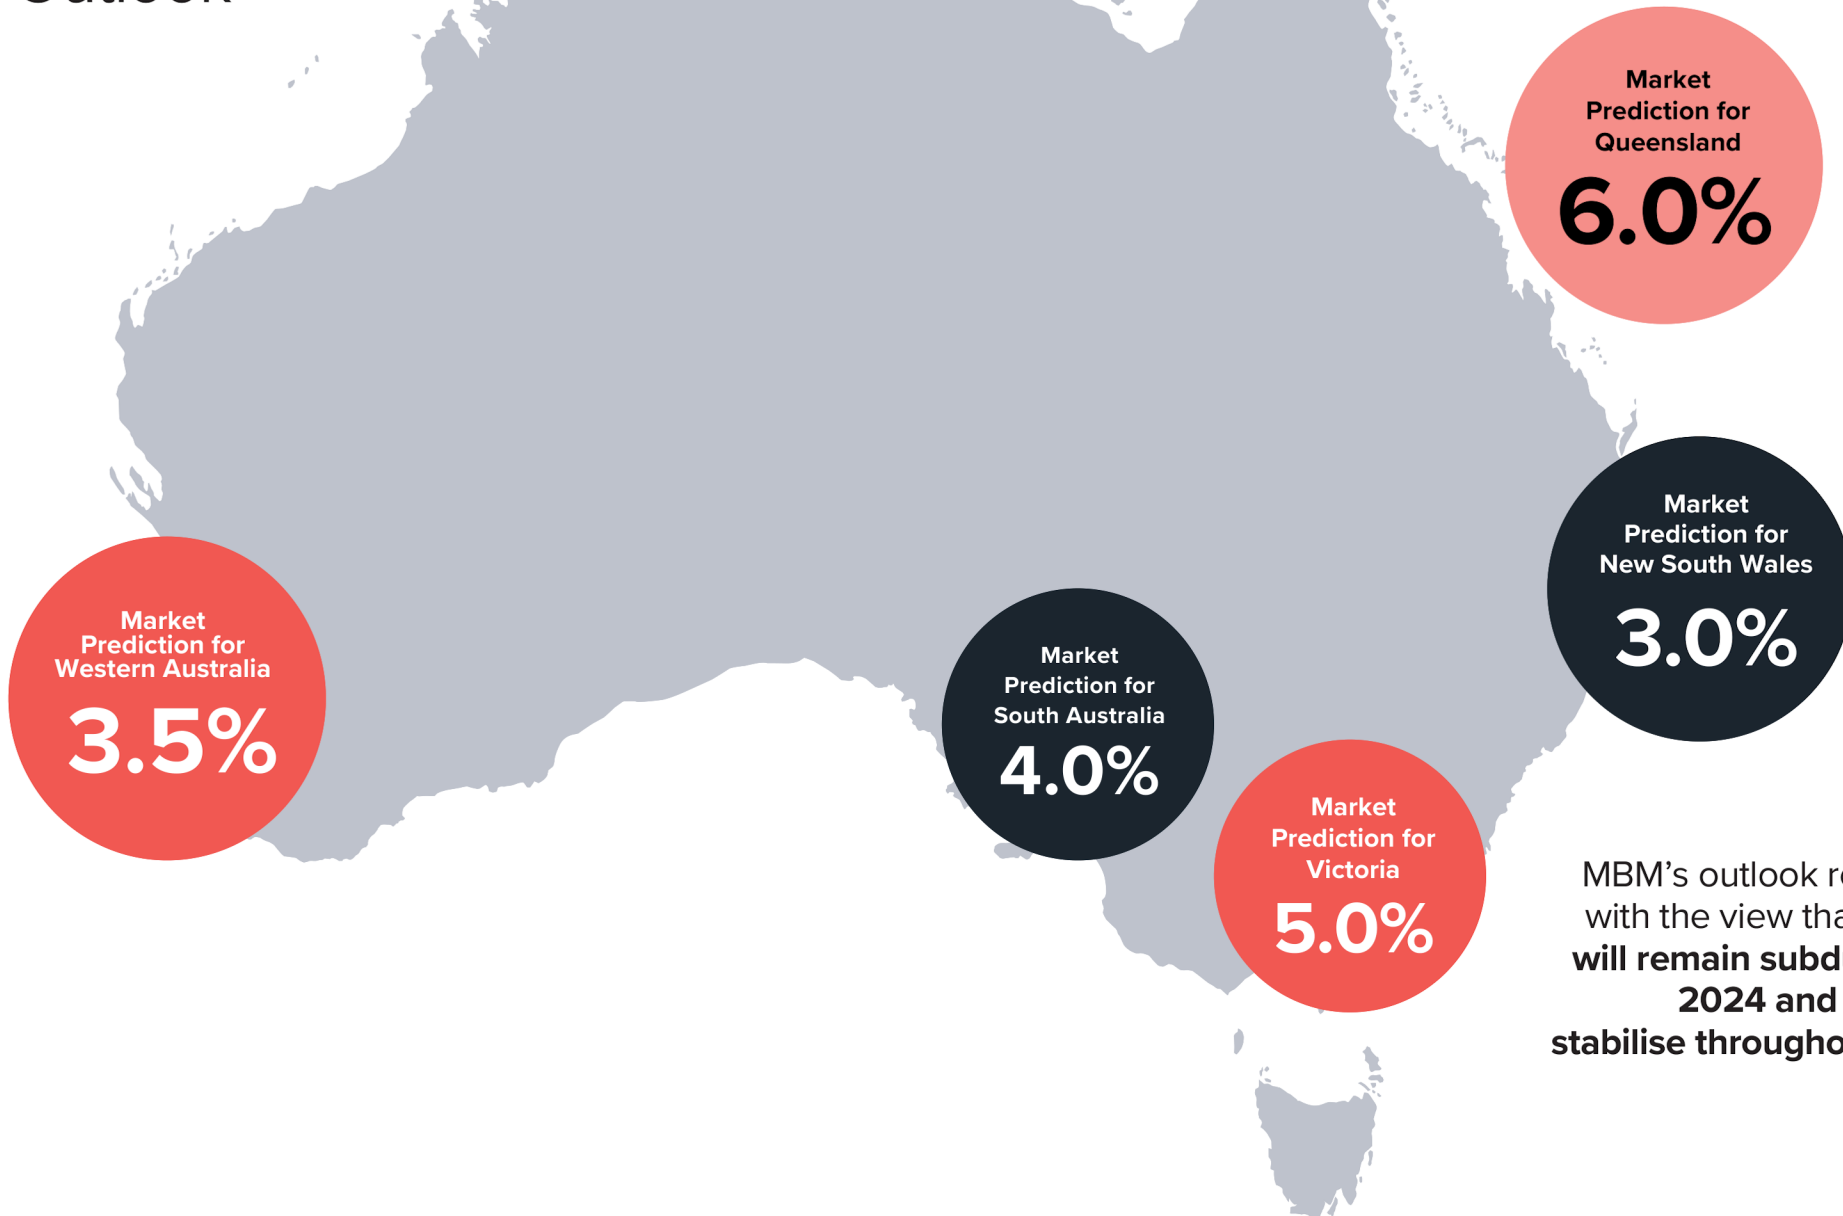 Outlook
Market
Prediction for
Queensland
6.0%
Market
Prediction for
New South Wales
3.0%
Market
Prediction for
Western Australia
3.5%
Market
Prediction for
South Australia
4.0%
Market
Prediction for
Victoria
5.0%
MBM's outlook
with the view
will remain
2024 and
stabilise